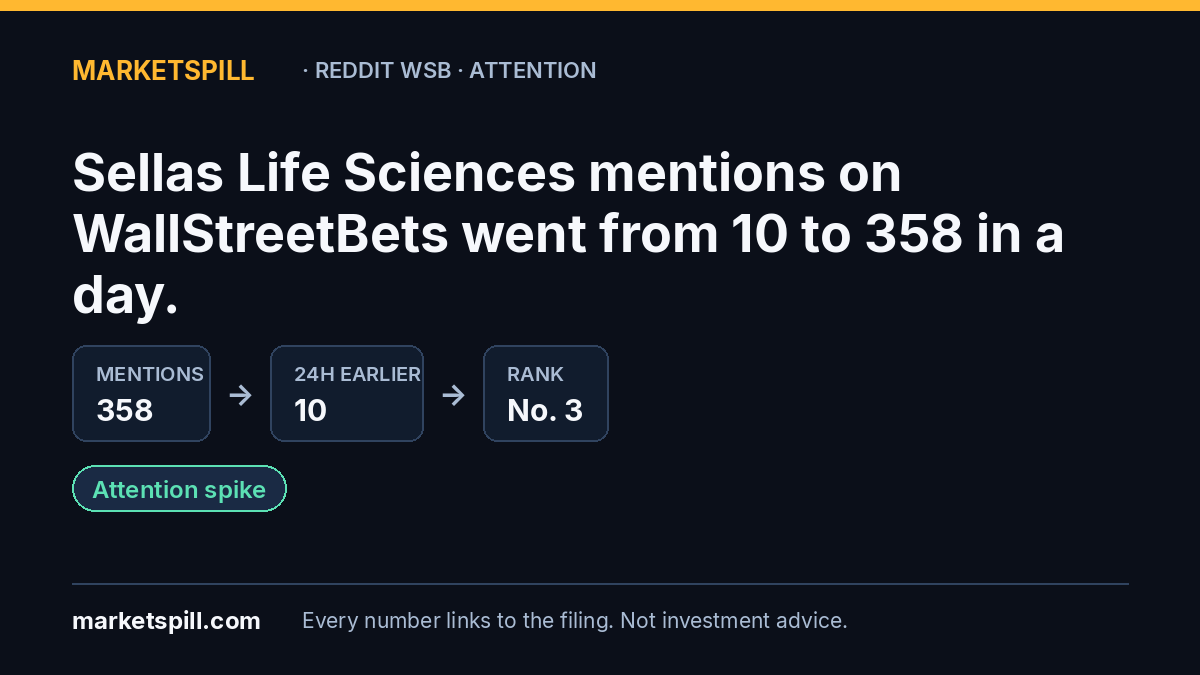 MARKETSPILL · REDDIT WSB · ATTENTION
Sellas Life Sciences mentions on
WallStreetBets went from 10 to 358 in a
day.
MENTIONS → 24H EARLIER → RANK
358 10 No. 3
Attention spike
marketspill.com Every number links to the filing. Not investment advice.